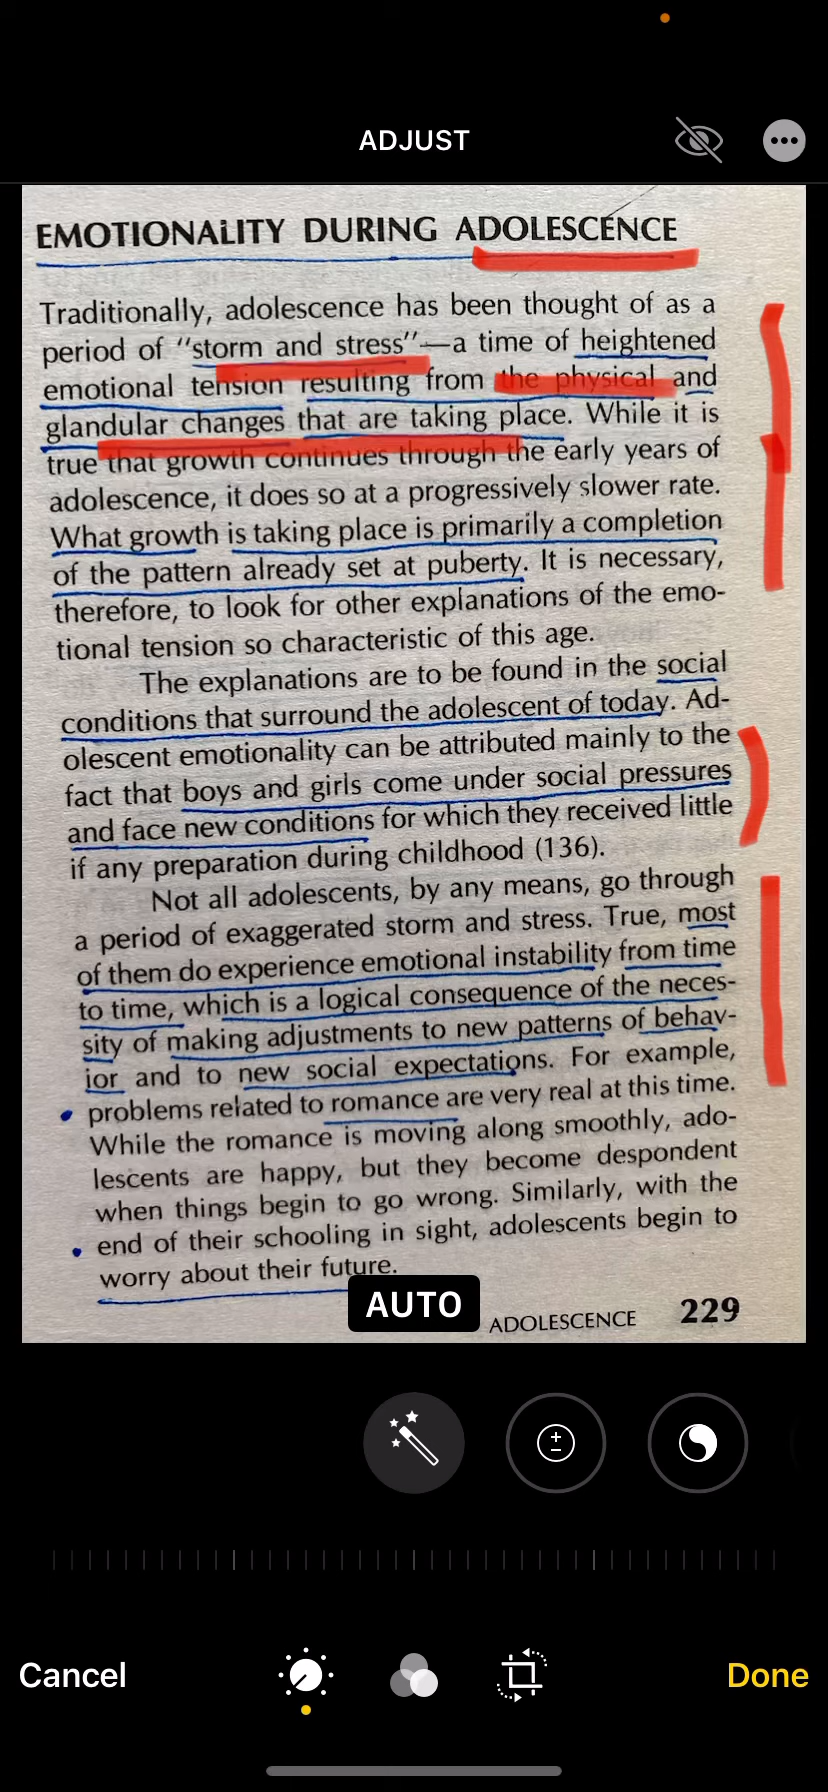 ADJUST
EMOTIONALITY DURING ADOLESCENCE
Traditionally, adolescence has been thought of as a
period of "storm and stress"—a time of heightened
emotional tension resulting from the physical and
glandular changes that are taking place. While it is
true that growth continues through the early years of
adolescence, it does so at a progressively slower rate.
What growth is taking place is primarily a completion
of the pattern already set at puberty. It is necessary,
therefore, to look for other explanations of the emo-
tional tension so characteristic of this age.
The explanations are to be found in the social
conditions that surround the adolescent of today. Ad-
olescent emotionality can be attributed mainly to the
fact that boys and girls come under social pressures
and face new conditions for which they received little
if any preparation during childhood (136).
Not all adolescents, by any means, go through
a period of exaggerated storm and stress. True, most
of them do experience emotional instability from time
to time, which is a logical consequence of the neces-
sity of making adjustments to new patterns of behav-
ior and to new social expectations. For example,
problems related to romance are very real at this time.
While the romance is moving along smoothly, ado-
lescents are happy, but they become despondent
when things begin to go wrong. Similarly, with the
end of their schooling in sight, adolescents begin to
worry about their future.
AUTO
ADOLESCENCE 229
Cancel
Done